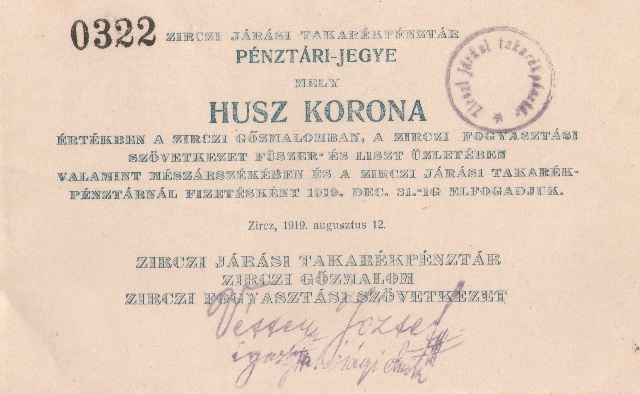 0322
ZIRCZI JÁRÁSI TAKARÉKPÉNZTÁR
PÉNZTÁRI-JEGYE
MELY
HUSZ KORONA
ÉRTÉKBEN A ZIRCZI GŐZMALOMBAN, A ZIRCZI FOGYASZTÁSI
SZÖVETKEZET FŰSZER- ÉS LISZT ÜZLETÉBEN
VALAMINT MÉSZÁRSZÉKÉBEN ÉS A ZIRCZI JÁRÁSI TAKARÉK-
PÉNZTÁRNÁL FIZETÉSKÉNT 1919. DEC. 31.-IG ELFOGADJUK.
Zircz, 1919. augusztus 12.
ZIRCZI JÁRÁSI TAKARÉKPÉNZTÁR
ZIRCZI GŐZMALOM
ZIRCZI FOGYASZTÁSI SZÖVETKEZET
József
Zirczi járási takarékpénztár